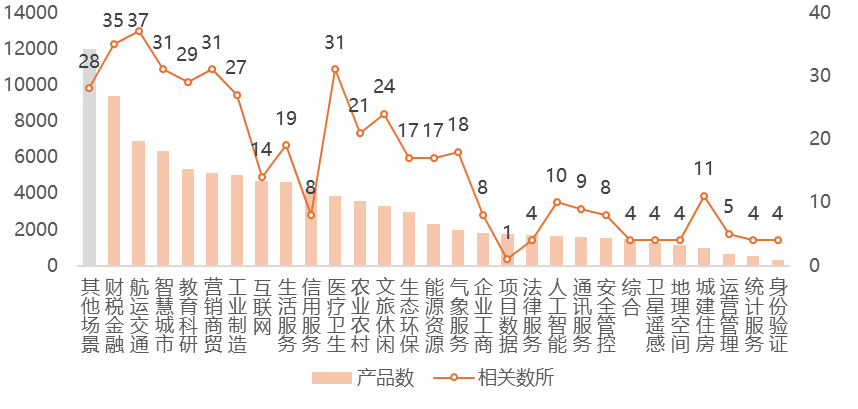 14000
12000
10000
8000
6000
4000
2000
0
40
30
20
10
0
28
35
37
31
29
31
27
14
19
8
31
21
24
17
17
18
8
1
4
10
9
8
4
4
4
11
5
4
4
其他场景
财税金融
航运交通
智慧城市
教育科研
营销商贸
工业制造
互联网
生活服务
信用服务
医疗卫生
农业农村
文旅休闲
生态环保
能源资源
气象服务
企业工商
项目数据
法律服务
人工智能
通讯服务
安全管控
综合
卫星遥感
地理空间
城建住房
运营管理
统计服务
身份验证
产品数
相关数所